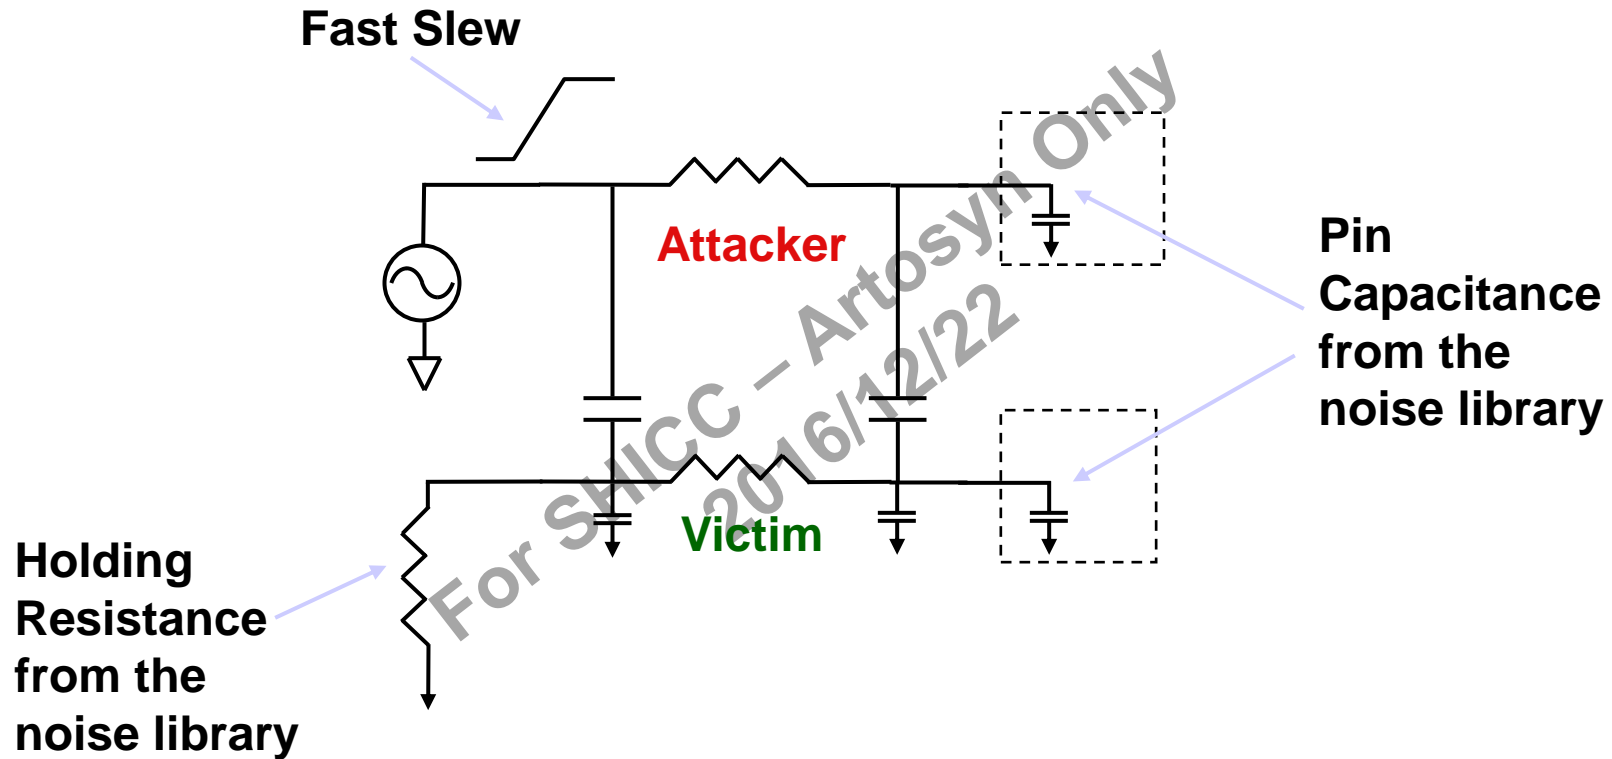 Fast Slew
Attacker
Pin
Capacitance
from the
noise library
Victim
Holding
Resistance
from the
noise library
For SHICC – Artosyn Only
2016/12/22